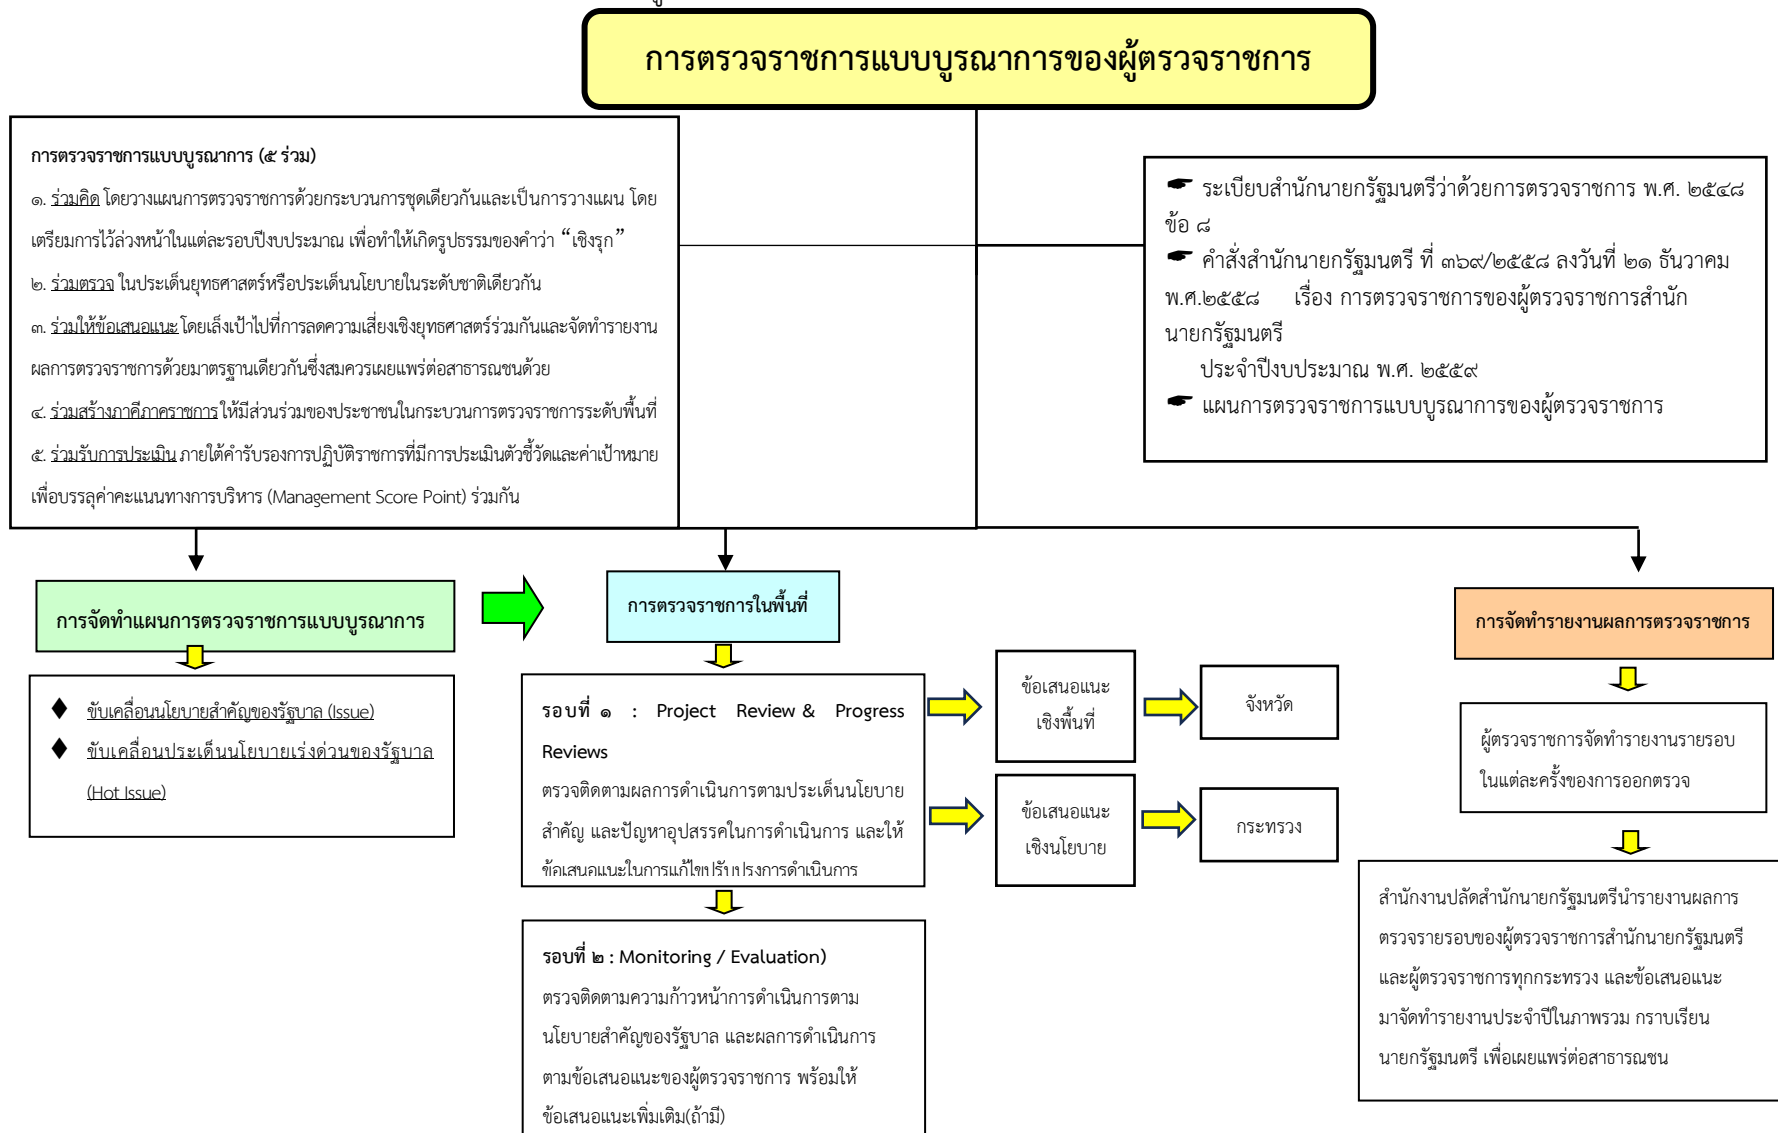 การตรวจราชการแบบบูรณาการของผู้ตรวจราชการ
การตรวจราชการแบบบูรณาการ (๕ ร่วม)
๑. ร่วมคิด โดยวางแผนการตรวจราชการด้วยกระบวนการชุดเดียวกันและเป็นการวางแผน โดย
เตรียมการไว้ล่วงหน้าในแต่ละรอบปีงบประมาณ เพื่อทำให้เกิดรูปธรรมของคำว่า “เชิงรุก”
๒. ร่วมตรวจ ในประเด็นยุทธศาสตร์หรือประเด็นนโยบายในระดับชาติเดียวกัน
๓. ร่วมให้ข้อเสนอแนะ โดยเล็งเป้าไปที่การลดความเสี่ยงเชิงยุทธศาสตร์ร่วมกันและจัดทำรายงาน
ผลการตรวจราชการด้วยมาตรฐานเดียวกันซึ่งสมควรเผยแพร่ต่อสาธารณชนด้วย
๔. ร่วมสร้างภาคีภาคราชการ ให้มีส่วนร่วมของประชาชนในกระบวนการตรวจราชการระดับพื้นที่
๕. ร่วมรับการประเมิน ภายใต้คำรับรองการปฏิบัติราชการที่มีการประเมินตัวชี้วัดและค่าเป้าหมาย
เพื่อบรรลุค่าคะแนนทางการบริหาร (Management Score Point) ร่วมกัน
☛ ระเบียบสำนักนายกรัฐมนตรีว่าด้วยการตรวจราชการ พ.ศ. ๒๕๔๘
ข้อ ๘
☛ คำสั่งสำนักนายกรัฐมนตรี ที่ ๓๖๙/๒๕๕๘ ลงวันที่ ๒๑ ธันวาคม
พ.ศ.๒๕๕๘ เรื่อง การตรวจราชการของผู้ตรวจราชการสำนัก
นายกรัฐมนตรี
ประจำปีงบประมาณ พ.ศ. ๒๕๕๙
☛ แผนการตรวจราชการแบบบูรณาการของผู้ตรวจราชการ
การจัดทำแผนการตรวจราชการแบบบูรณาการ
♦ ขับเคลื่อนนโยบายสำคัญของรัฐบาล (Issue)
♦ ขับเคลื่อนประเด็นนโยบายเร่งด่วนของรัฐบาล
(Hot Issue)
การตรวจราชการในพื้นที่
รอบที่ ๑ : Project Review & Progress
Reviews
ตรวจติดตามผลการดำเนินการตามประเด็นนโยบาย
สำคัญ และปัญหาอุปสรรคในการดำเนินการ และให้
ข้อเสนอแนะในการแก้ไขปรับปรุงการดำเนินการ
ข้อเสนอแนะ
เชิงพื้นที่
จังหวัด
ข้อเสนอแนะ
เชิงนโยบาย
กระทรวง
รอบที่ ๒ : Monitoring / Evaluation)
ตรวจติดตามความก้าวหน้าการดำเนินการตาม
นโยบายสำคัญของรัฐบาล และผลการดำเนินการ
ตามข้อเสนอแนะของผู้ตรวจราชการ พร้อมให้
ข้อเสนอแนะเพิ่มเติม(ถ้ามี)
การจัดทำรายงานผลการตรวจราชการ
ผู้ตรวจราชการจัดทำรายงานรายรอบ
ในแต่ละครั้งของการออกตรวจ
สำนักงานปลัดสำนักนายกรัฐมนตรีนำรายงานผลการ
ตรวจรายรอบของผู้ตรวจราชการสำนักนายกรัฐมนตรี
และผู้ตรวจราชการทุกกระทรวง และข้อเสนอแนะ
มาจัดทำรายงานประจำปีในภาพรวม กราบเรียน
นายกรัฐมนตรี เพื่อเผยแพร่ต่อสาธารณชน